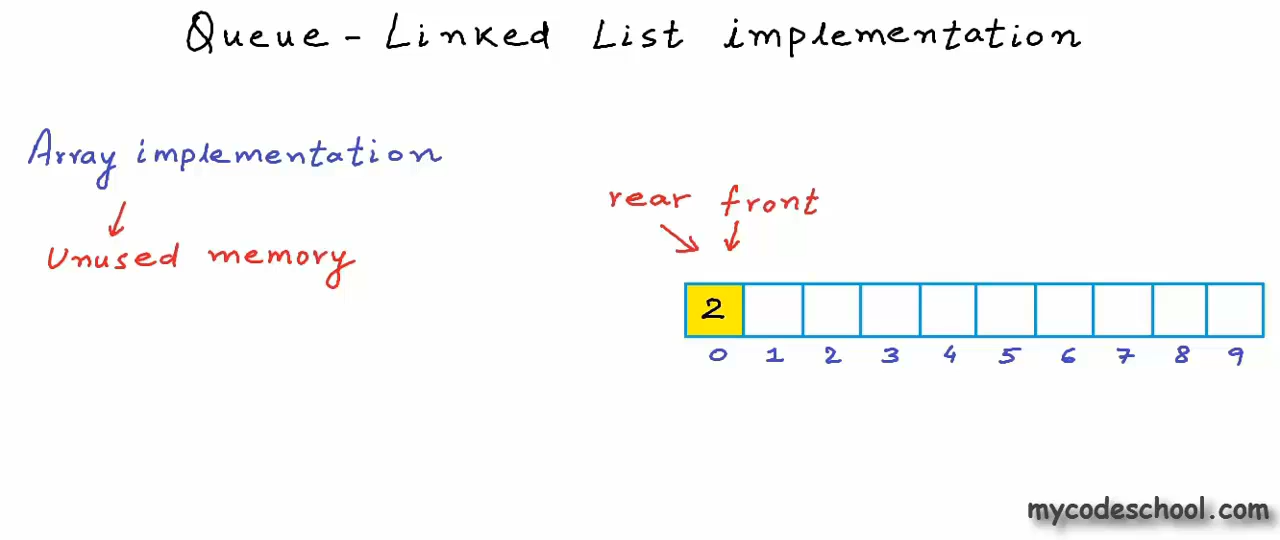 Queue - Linked List implementation
Array implementation
rear front
Unused memory
2
0 1 2 3 4 5 6 7 8 9
mycodeschool.com